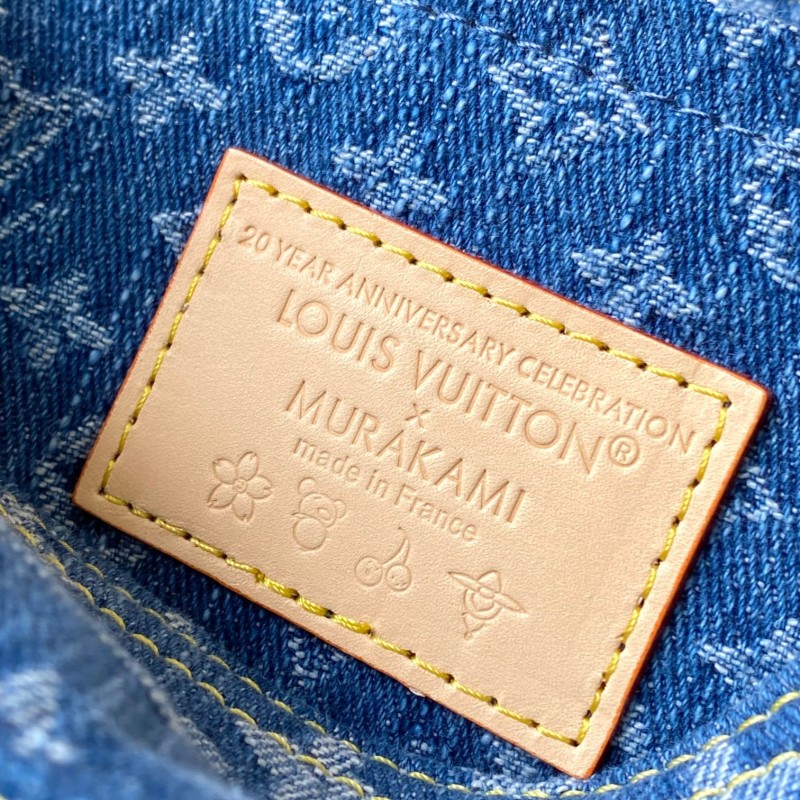 20 YEAR ANNIVERSARY CELEBRATION
LOUIS VUITTON®
x
MURAKAMI
made in France